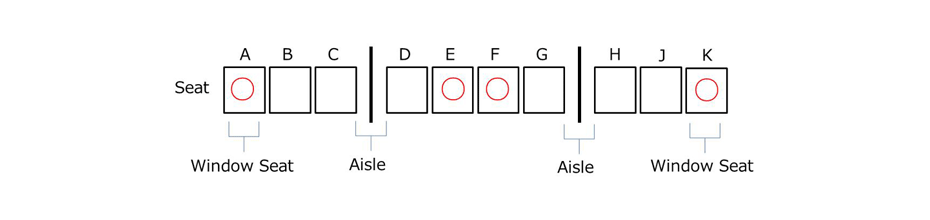 A B C D E F G H J K
Seat
Window Seat Aisle Aisle Window Seat